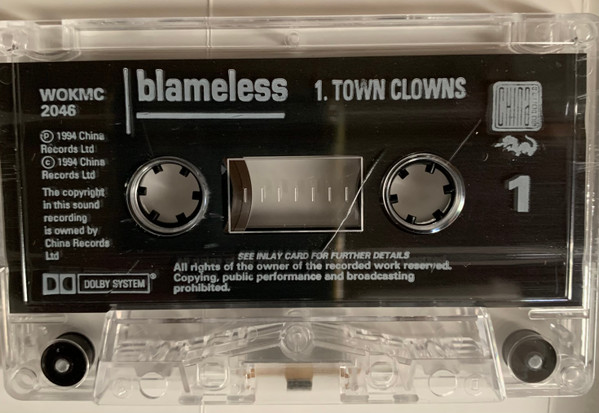 WOKMC
2046
blameless
1. TOWN CLOWNS
China
℗ 1994 China
Records Ltd
© 1994 China
Records Ltd
The copyright
in this sound
recording
is owned by
China Records
Ltd
1
SEE INLAY CARD FOR FURTHER DETAILS
DOLBY SYSTEM®
All rights of the owner of the recorded work reserved.
Copying, public performance and broadcasting
prohibited.